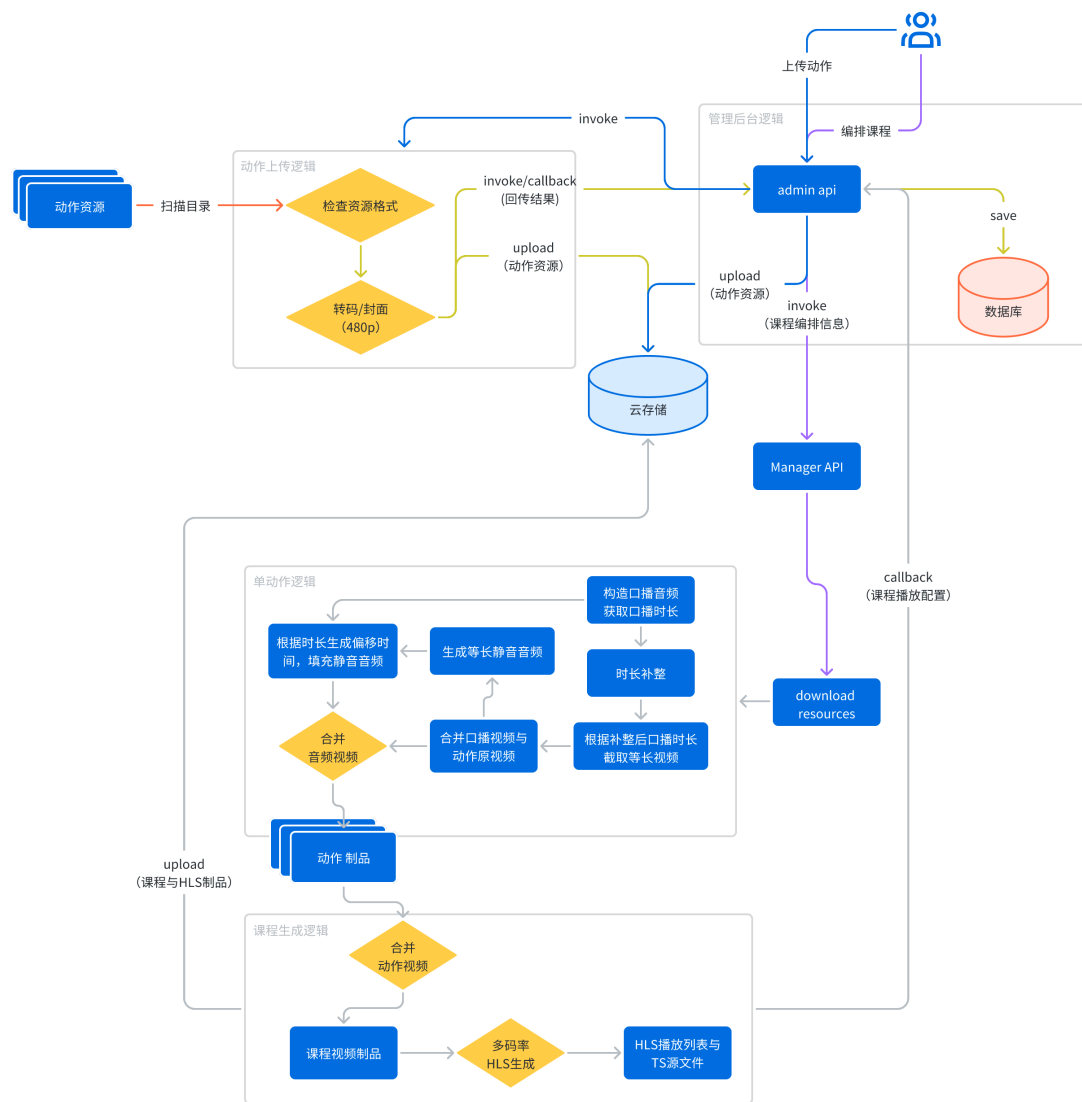 上传动作
invoke
管理后台逻辑
编排课程
动作上传逻辑
invoke/callback
(回传结果)
admin api
动作资源
扫描目录
检查资源格式
save
upload
（动作资源）
upload
（动作资源）
转码/封面
（480p）
invoke
（课程编排信息）
数据库
云存储
Manager API
单动作逻辑
callback
（课程播放配置）
构造口播音频
获取口播时长
根据时长生成偏移时
间，填充静音音频
生成等长静音音频
时长补整
download
resources
合并
音频视频
合并口播视频与
动作原视频
根据补整后口播时长
截取等长视频
动作 制品
upload
（课程与HLS制品）
课程生成逻辑
合并
动作视频
课程视频制品
多码率
HLS生成
HLS播放列表与
TS源文件